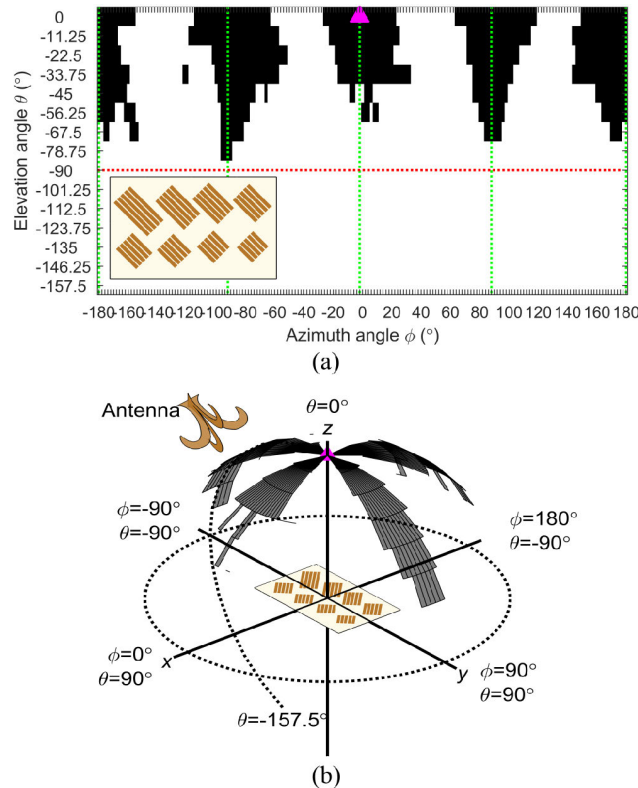 0
-11.25
-22.5
-33.75
-45
-56.25
-67.5
-78.75
-90
-101.25
-112.5
-123.75
-135
-146.25
-157.5
Elevation angle θ (°)
-180 -160 -140 -120 -100 -80 -60 -40 -20 0 20 40 60 80 100 120 140 160 180
Azimuth angle ϕ (°)
(a)
Antenna
θ=0°
z
ϕ=-90°
θ=-90°
ϕ=180°
θ=-90°
ϕ=0°
θ=90°
x
y
ϕ=90°
θ=90°
θ=-157.5°
(b)